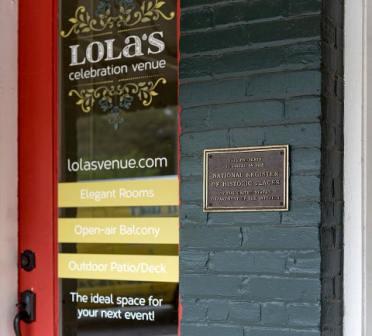 LOLA'S
celebration venue
lolasvenue.com
Elegant Rooms
Open-air Balcony
Outdoor Patio/Deck
The ideal space for
your next event!
NATIONAL REGISTER
OF HISTORIC PLACES